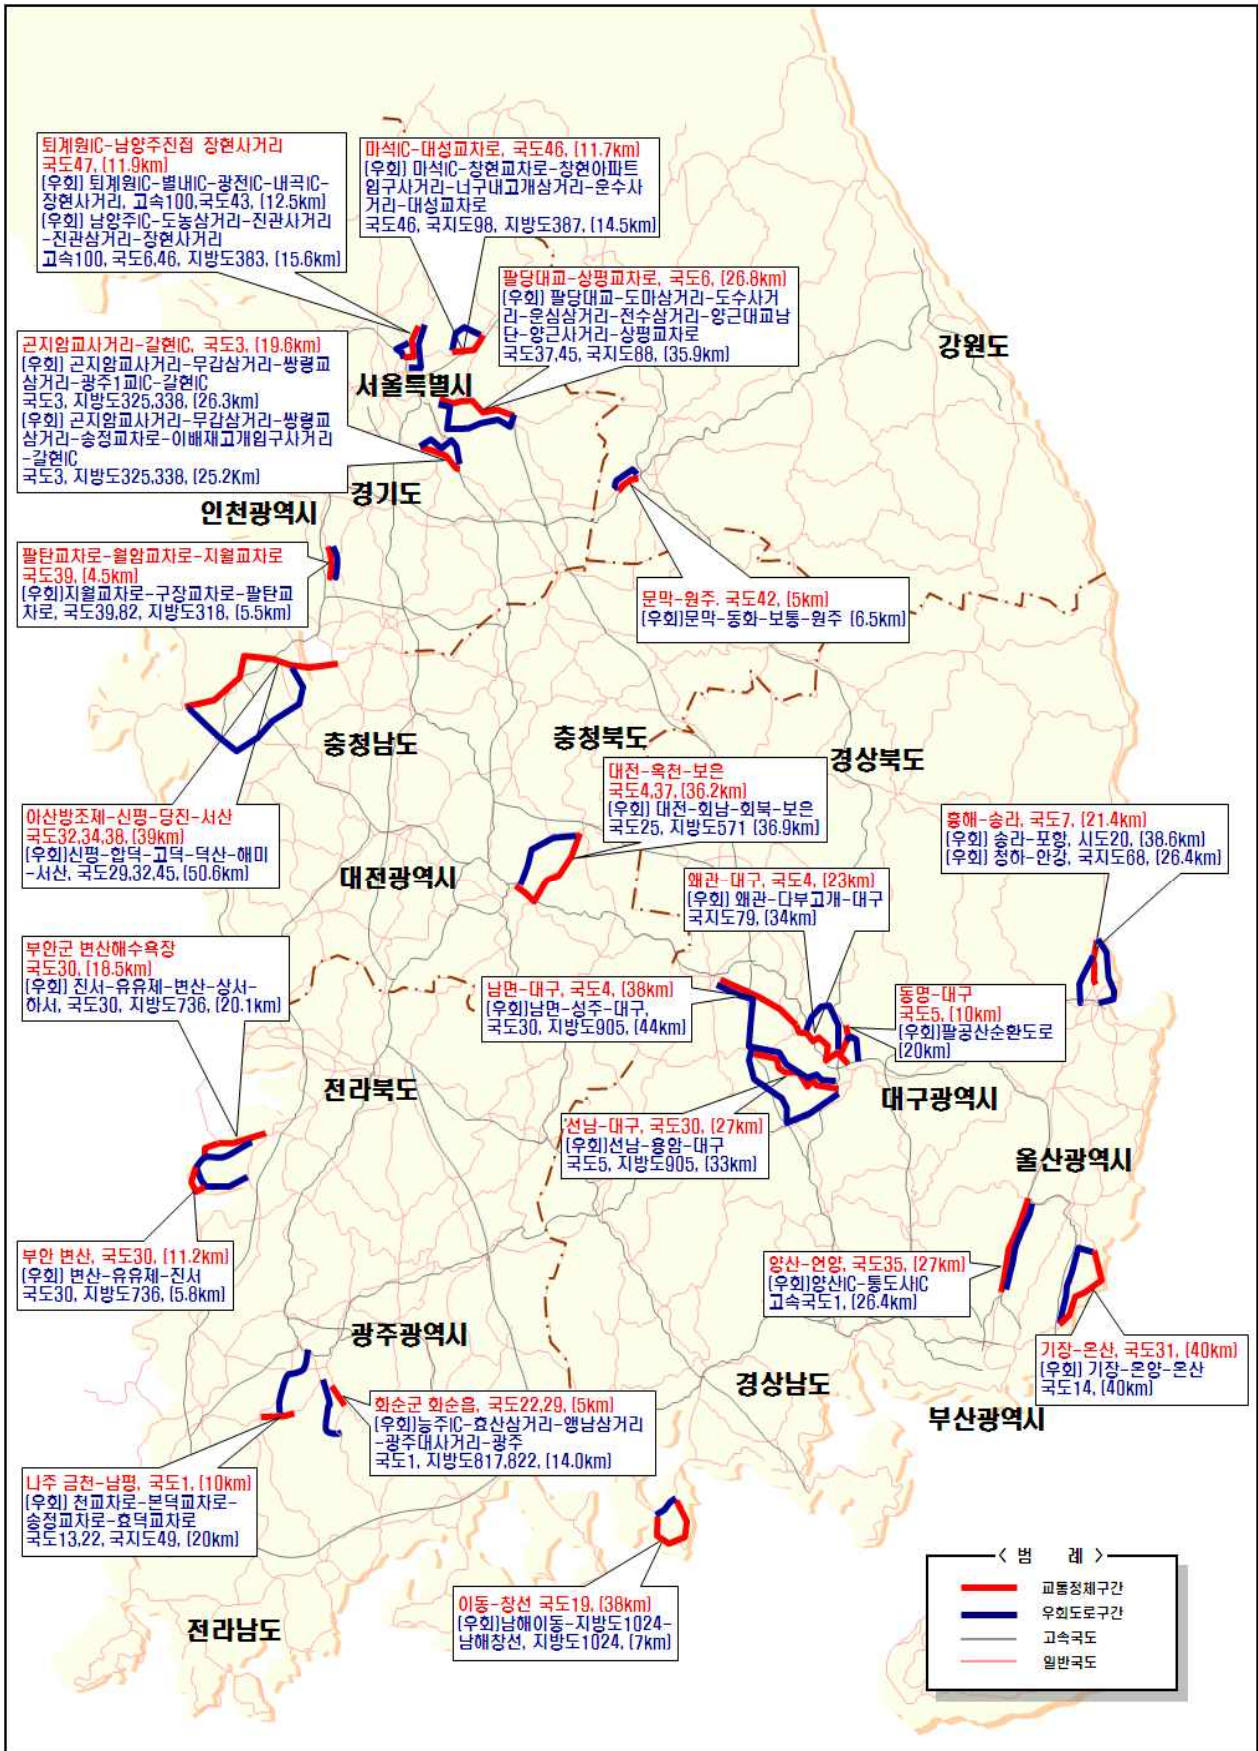 퇴계원IC-남양주진접 장현사거리
국도47, (11.9km)
(우회) 퇴계원IC-별내IC-광전IC-내곡IC-
장현사거리, 고속100,국도43, (12.5km)
(우회) 남양주IC-도농삼거리-진관사거리
-진관삼거리-장현사거리
고속100, 국도6,46, 지방도383, (15.6km)
마석IC-대성교차로, 국도46, (11.7km)
(우회) 마석IC-창현교차로-창현아파트
입구사거리-너구내고개삼거리-운수사
거리-대성교차로
국도46, 국지도98, 지방도387, (14.5km)
팔당대교-상평교차로, 국도6, (26.8km)
(우회) 팔당대교-도마삼거리-도수사거
리-운심삼거리-전수삼거리-양근대교남
단-양근사거리-상평교차로
국도37,45, 국지도88, (35.9km)
강원도
곤지암교사거리-갈현IC, 국도3, (19.6km)
(우회) 곤지암교사거리-무갑삼거리-쌍령교
삼거리-광주1교IC-갈현IC
국도3, 지방도325,338, (26.3km)
(우회) 곤지암교사거리-무갑삼거리-쌍령교
삼거리-송정교차로-이배재고개입구사거리
-갈현IC
국도3, 지방도325,338, (25.2Km)
서울특별시
경기도
인천광역시
팔탄교차로-월암교차로-지월교차로
국도39, (4.5km)
(우회)지월교차로-구장교차로-팔탄교
차로, 국도39,82, 지방도318, (5.5km)
문막-원주. 국도42, (5km)
(우회)문막-동화-보통-원주 (6.5km)
충청남도
충청북도
경상북도
대전-옥천-보은
국도4,37, (36.2km)
(우회) 대전-회남-회북-보은
국도25, 지방도571 (36.9km)
아산방조제-신평-당진-서산
국도32,34,38, (39km)
(우회)신평-합덕-고덕-덕산-해미
-서산, 국도29,32,45, (50.6km)
흥해-송라, 국도7, (21.4km)
(우회) 송라-포항, 시도20, (38.6km)
(우회) 청하-안강, 국지도68, (26.4km)
대전광역시
왜관-대구, 국도4, (23km)
(우회) 왜관-다부고개-대구
국지도79, (34km)
부안군 변산해수욕장
국도30, (18.5km)
(우회) 진서-유유제-변산-상서-
하서, 국도30, 지방도736, (20.1km)
남면-대구, 국도4, (38km)
(우회)남면-성주-대구,
국도30, 지방도905, (44km)
동명-대구
국도5, (10km)
(우회)팔공산순환도로
(20km)
전라북도
대구광역시
선남-대구, 국도30, (27km)
(우회)선남-용암-대구
국도5, 지방도905, (33km)
울산광역시
부안 변산, 국도30, (11.2km)
(우회) 변산-유유제-진서
국도30, 지방도736, (5.8km)
양산-언양, 국도35, (27km)
(우회)양산IC-통도사IC
고속국도1, (26.4km)
광주광역시
기장-온산, 국도31, (40km)
(우회) 기장-온양-온산
국도14, (40km)
경상남도
부산광역시
화순군 화순읍, 국도22,29, (5km)
(우회)능주IC-효산삼거리-앵남삼거리
-광주대사거리-광주
국도1, 지방도817,822, (14.0km)
나주 금천-남평, 국도1, (10km)
(우회) 천교차로-본덕교차로-
송정교차로-효덕교차로
국도13,22, 국지도49, (20km)
이동-창선 국도19, (38km)
(우회)남해이동-지방도1024-
남해창선, 지방도1024, (7km)
전라남도
< 범 례 >
교통정체구간
우회도로구간
고속국도
일반국도